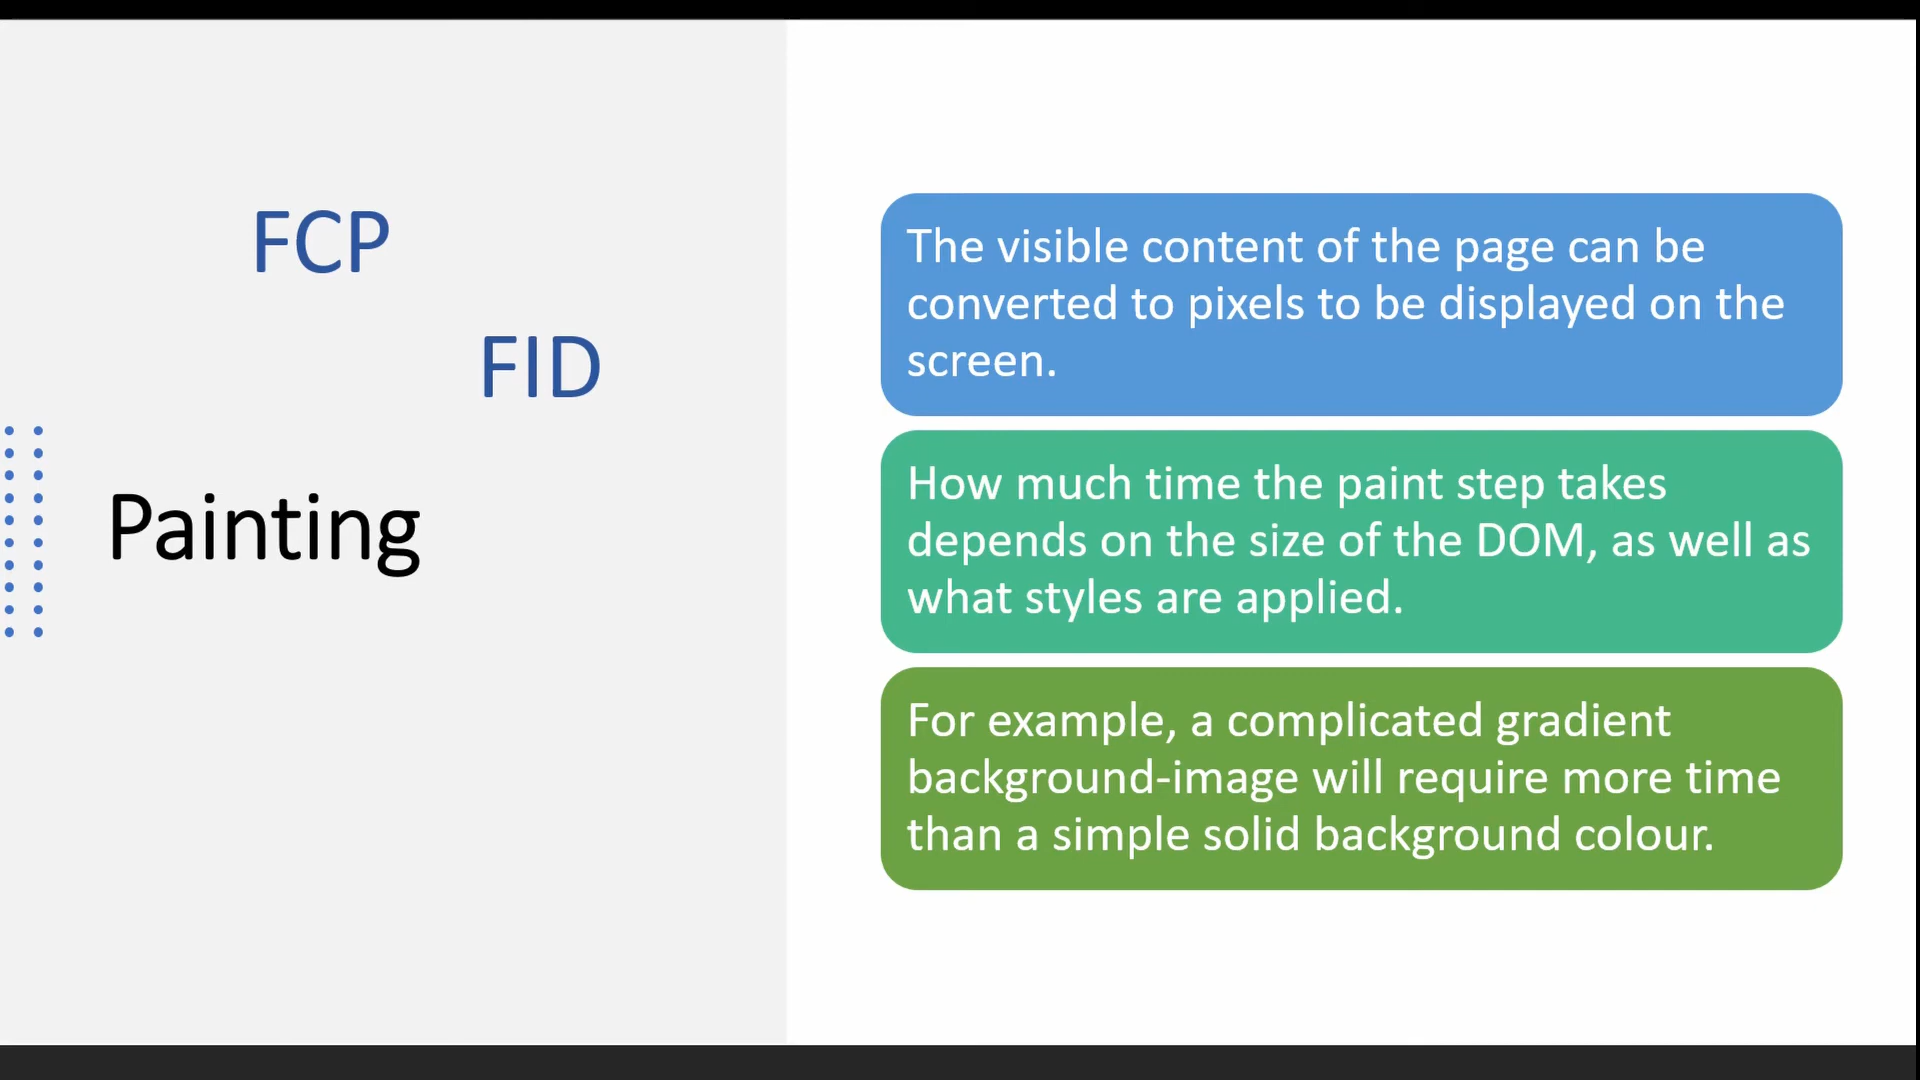 FCP
FID
Painting
The visible content of the page can be
converted to pixels to be displayed on the
screen.
How much time the paint step takes
depends on the size of the DOM, as well as
what styles are applied.
For example, a complicated gradient
background-image will require more time
than a simple solid background colour.